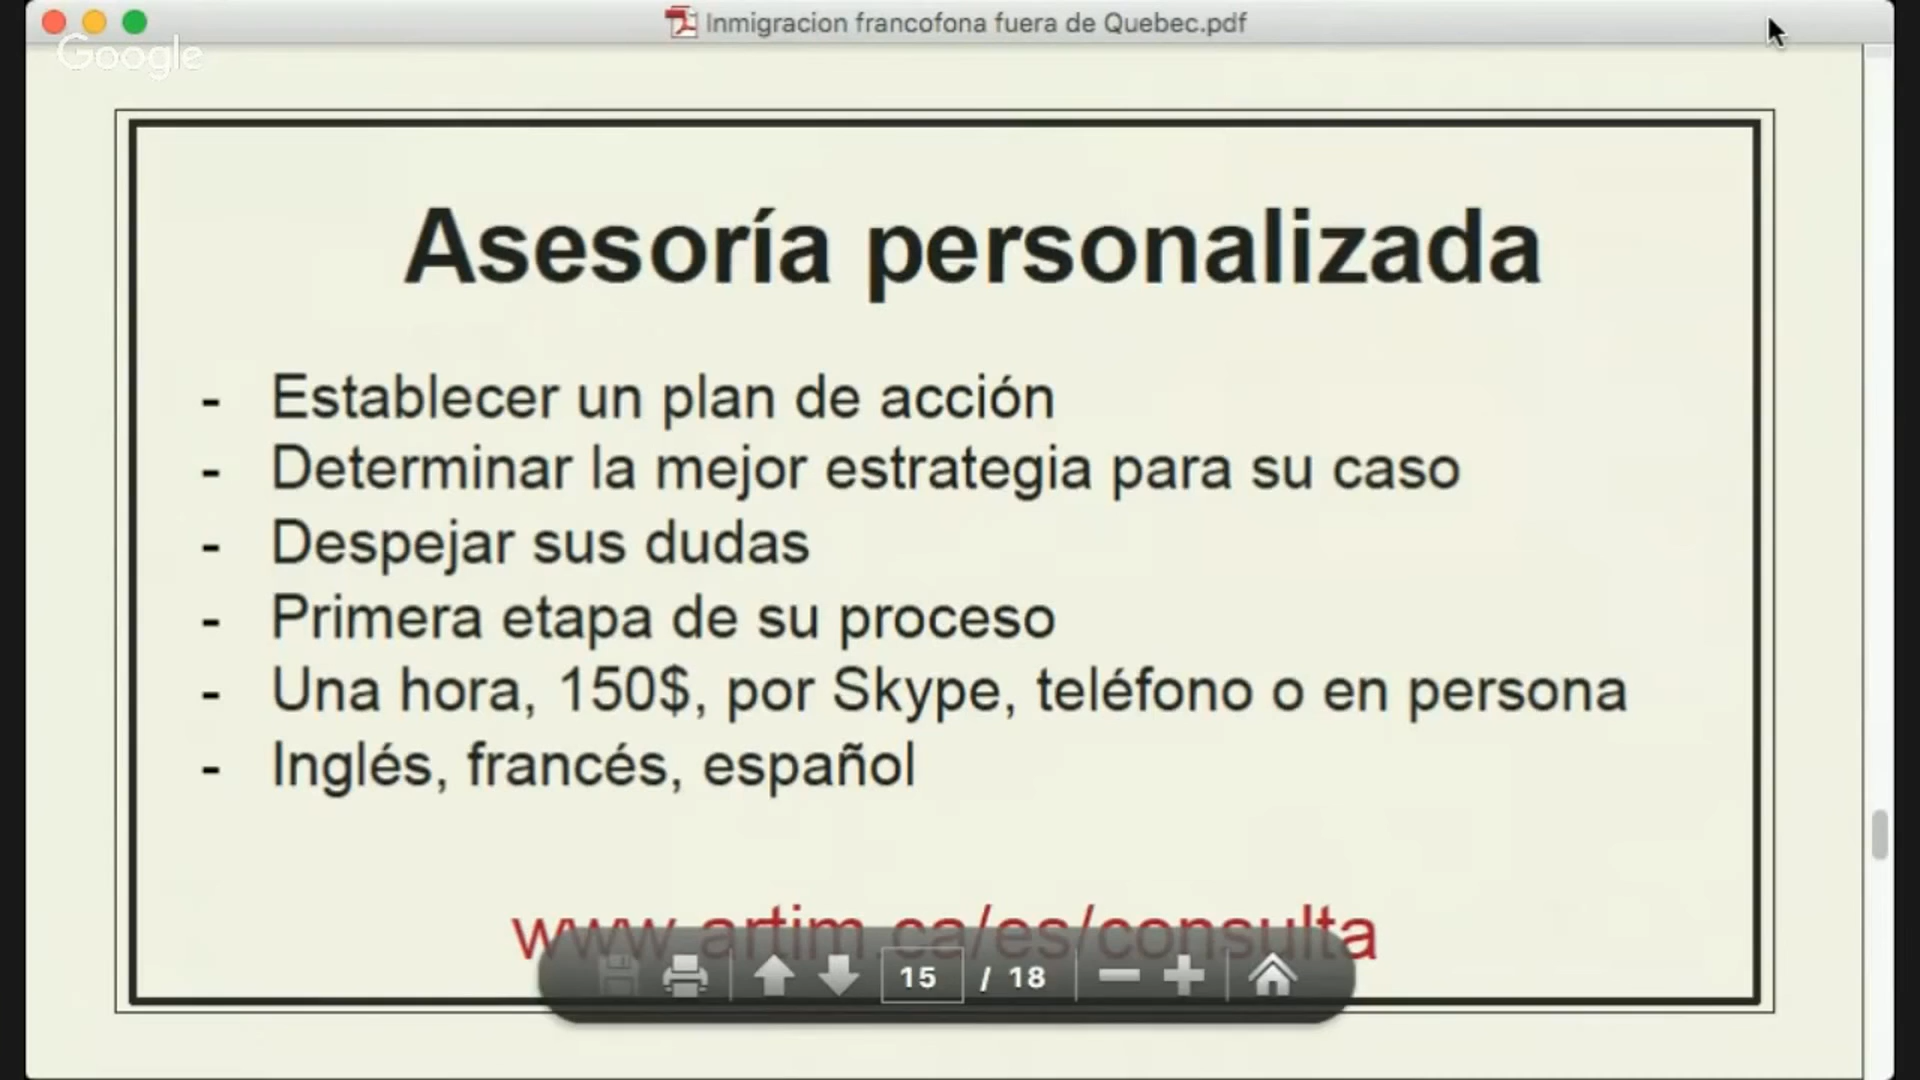 Inmigracion francofona fuera de Quebec.pdf
Google
Asesoría personalizada
- Establecer un plan de acción
- Determinar la mejor estrategia para su caso
- Despejar sus dudas
- Primera etapa de su proceso
- Una hora, 150$, por Skype, teléfono o en persona
- Inglés, francés, español
www.artim.ca/es/consulta
15 / 18